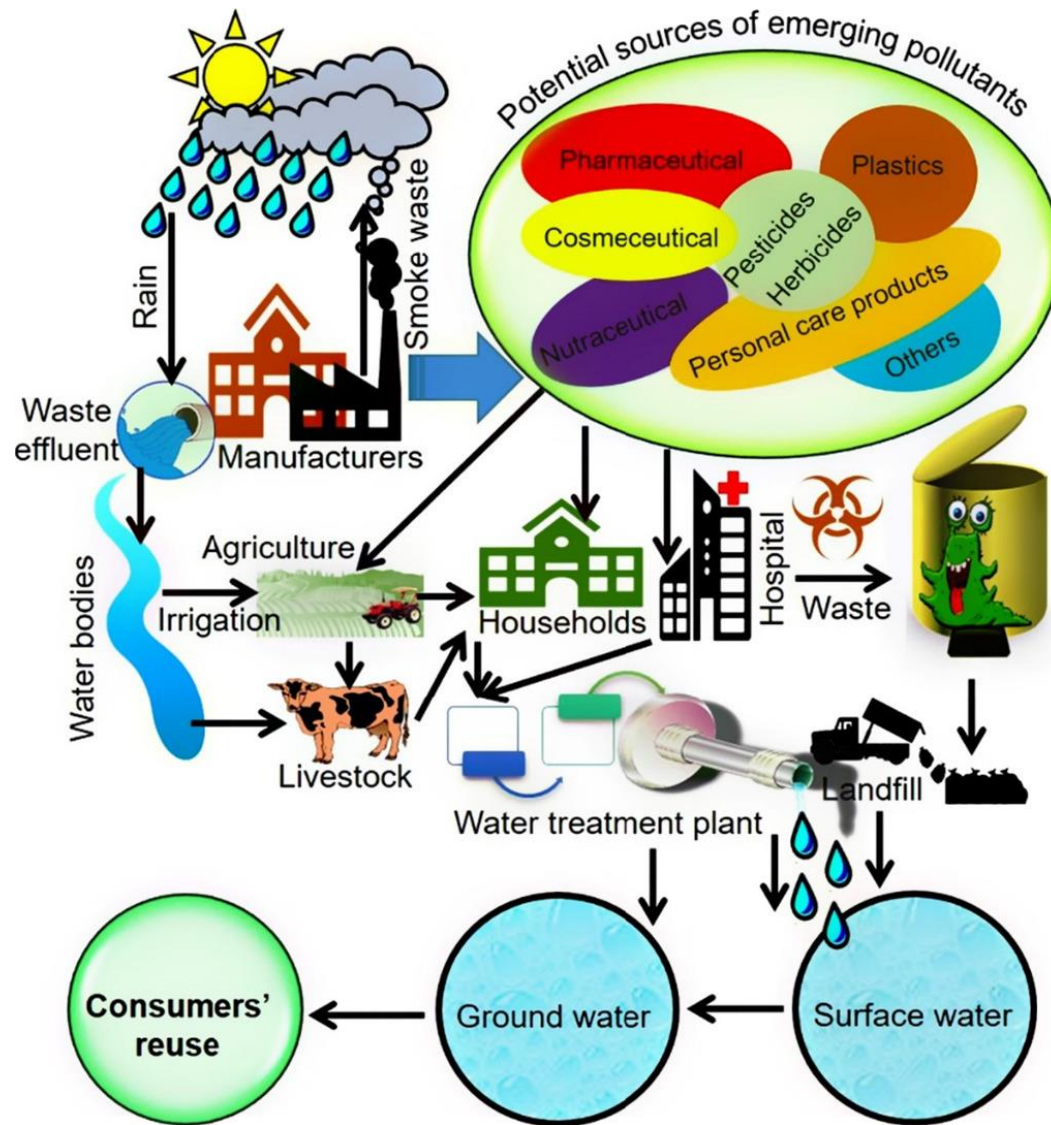 Potential sources of emerging pollutants
Pharmaceutical
Plastics
Cosmeceutical
Pesticides
Herbicides
Nutraceutical
Personal care products
Others
Smoke waste
Rain
Waste
effluent
Manufacturers
Agriculture
Hospital
Irrigation
Households
Waste
Water bodies
Livestock
Landfill
Water treatment plant
Consumers’
reuse
Ground water
Surface water